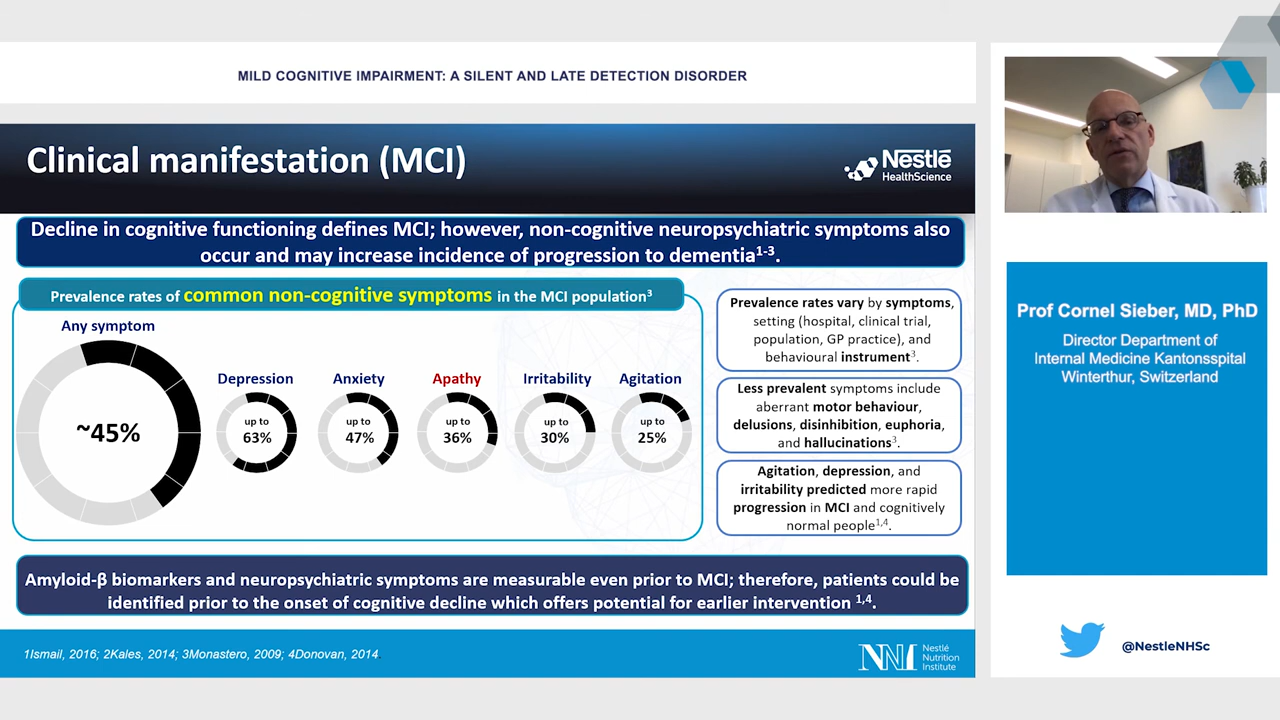 MILD COGNITIVE IMPAIRMENT: A SILENT AND LATE DETECTION DISORDER
Clinical manifestation (MCI)
Nestlé
HealthScience
Decline in cognitive functioning defines MCI; however, non-cognitive neuropsychiatric symptoms also
occur and may increase incidence of progression to dementia1-3.
Prevalence rates of common non-cognitive symptoms in the MCI population3
Any symptom
~45%
Depression
up to
63%
Anxiety
up to
47%
Apathy
up to
36%
Irritability
up to
30%
Agitation
up to
25%
Prevalence rates vary by symptoms,
setting (hospital, clinical trial,
population, GP practice), and
behavioural instrument3.
Less prevalent symptoms include
aberrant motor behaviour,
delusions, disinhibition, euphoria,
and hallucinations3.
Agitation, depression, and
irritability predicted more rapid
progression in MCI and cognitively
normal people1,4.
Amyloid-β biomarkers and neuropsychiatric symptoms are measurable even prior to MCI; therefore, patients could be
identified prior to the onset of cognitive decline which offers potential for earlier intervention 1,4.
1Ismail, 2016; 2Kales, 2014; 3Monastero, 2009; 4Donovan, 2014.
NNI
Nestlé
Nutrition
Institute
Prof Cornel Sieber, MD, PhD
Director Department of
Internal Medicine Kantonsspital
Winterthur, Switzerland
@NestleNHSc